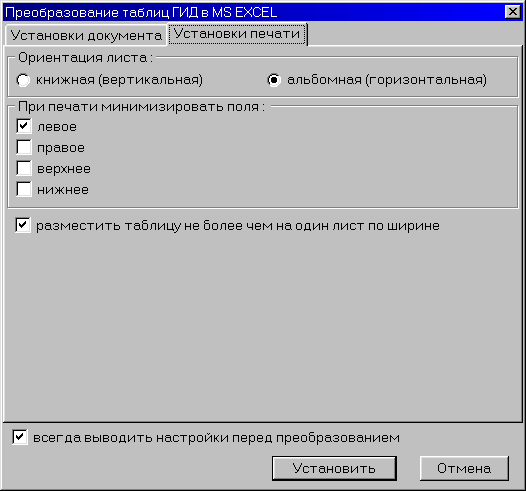 Преобразование таблиц ГИД в MS EXCEL
Установки документа Установки печати
Ориентация листа :
книжная (вертикальная) альбомная (горизонтальная)
При печати минимизировать поля :
левое
правое
верхнее
нижнее
разместить таблицу не более чем на один лист по ширине
всегда выводить настройки перед преобразованием
Установить Отмена